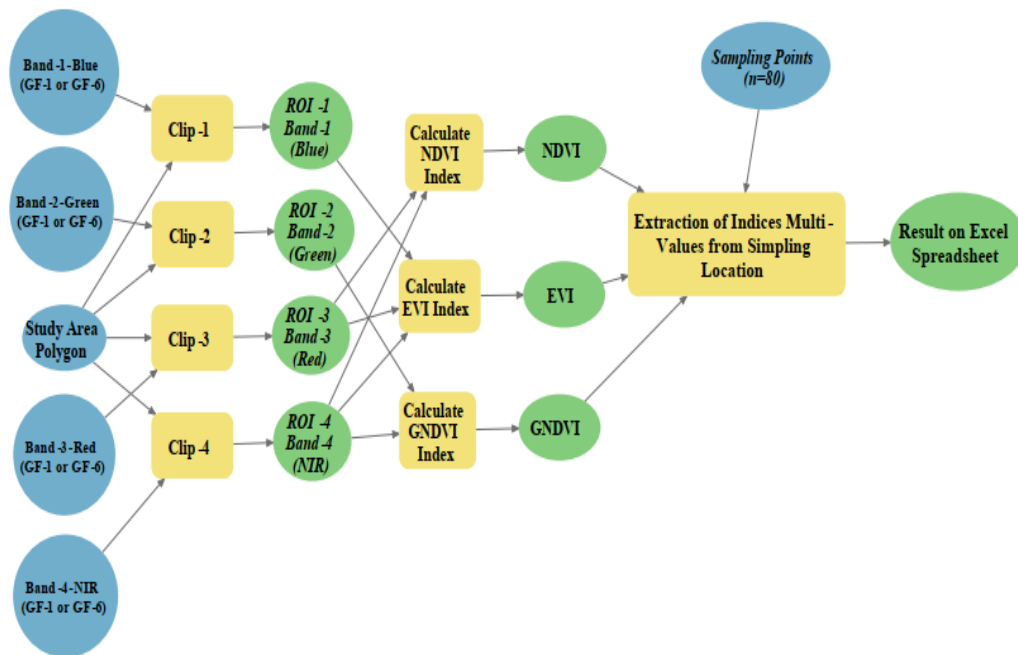 Band-1-Blue
(GF-1 or GF-6)
Band-2-Green
(GF-1 or GF-6)
Study Area
Polygon
Band-3-Red
(GF-1 or GF-6)
Band-4-NIR
(GF-1 or GF-6)
Clip-1
Clip-2
Clip-3
Clip-4
ROI-1
Band-1
(Blue)
ROI-2
Band-2
(Green)
ROI-3
Band-3
(Red)
ROI-4
Band-4
(NIR)
Calculate
NDVI
Index
Calculate
EVI Index
Calculate
GNDVI
Index
NDVI
EVI
GNDVI
Sampling Points
(n=80)
Extraction of Indices Multi-
Values from Simpling
Location
Result on Excel
Spreadsheet